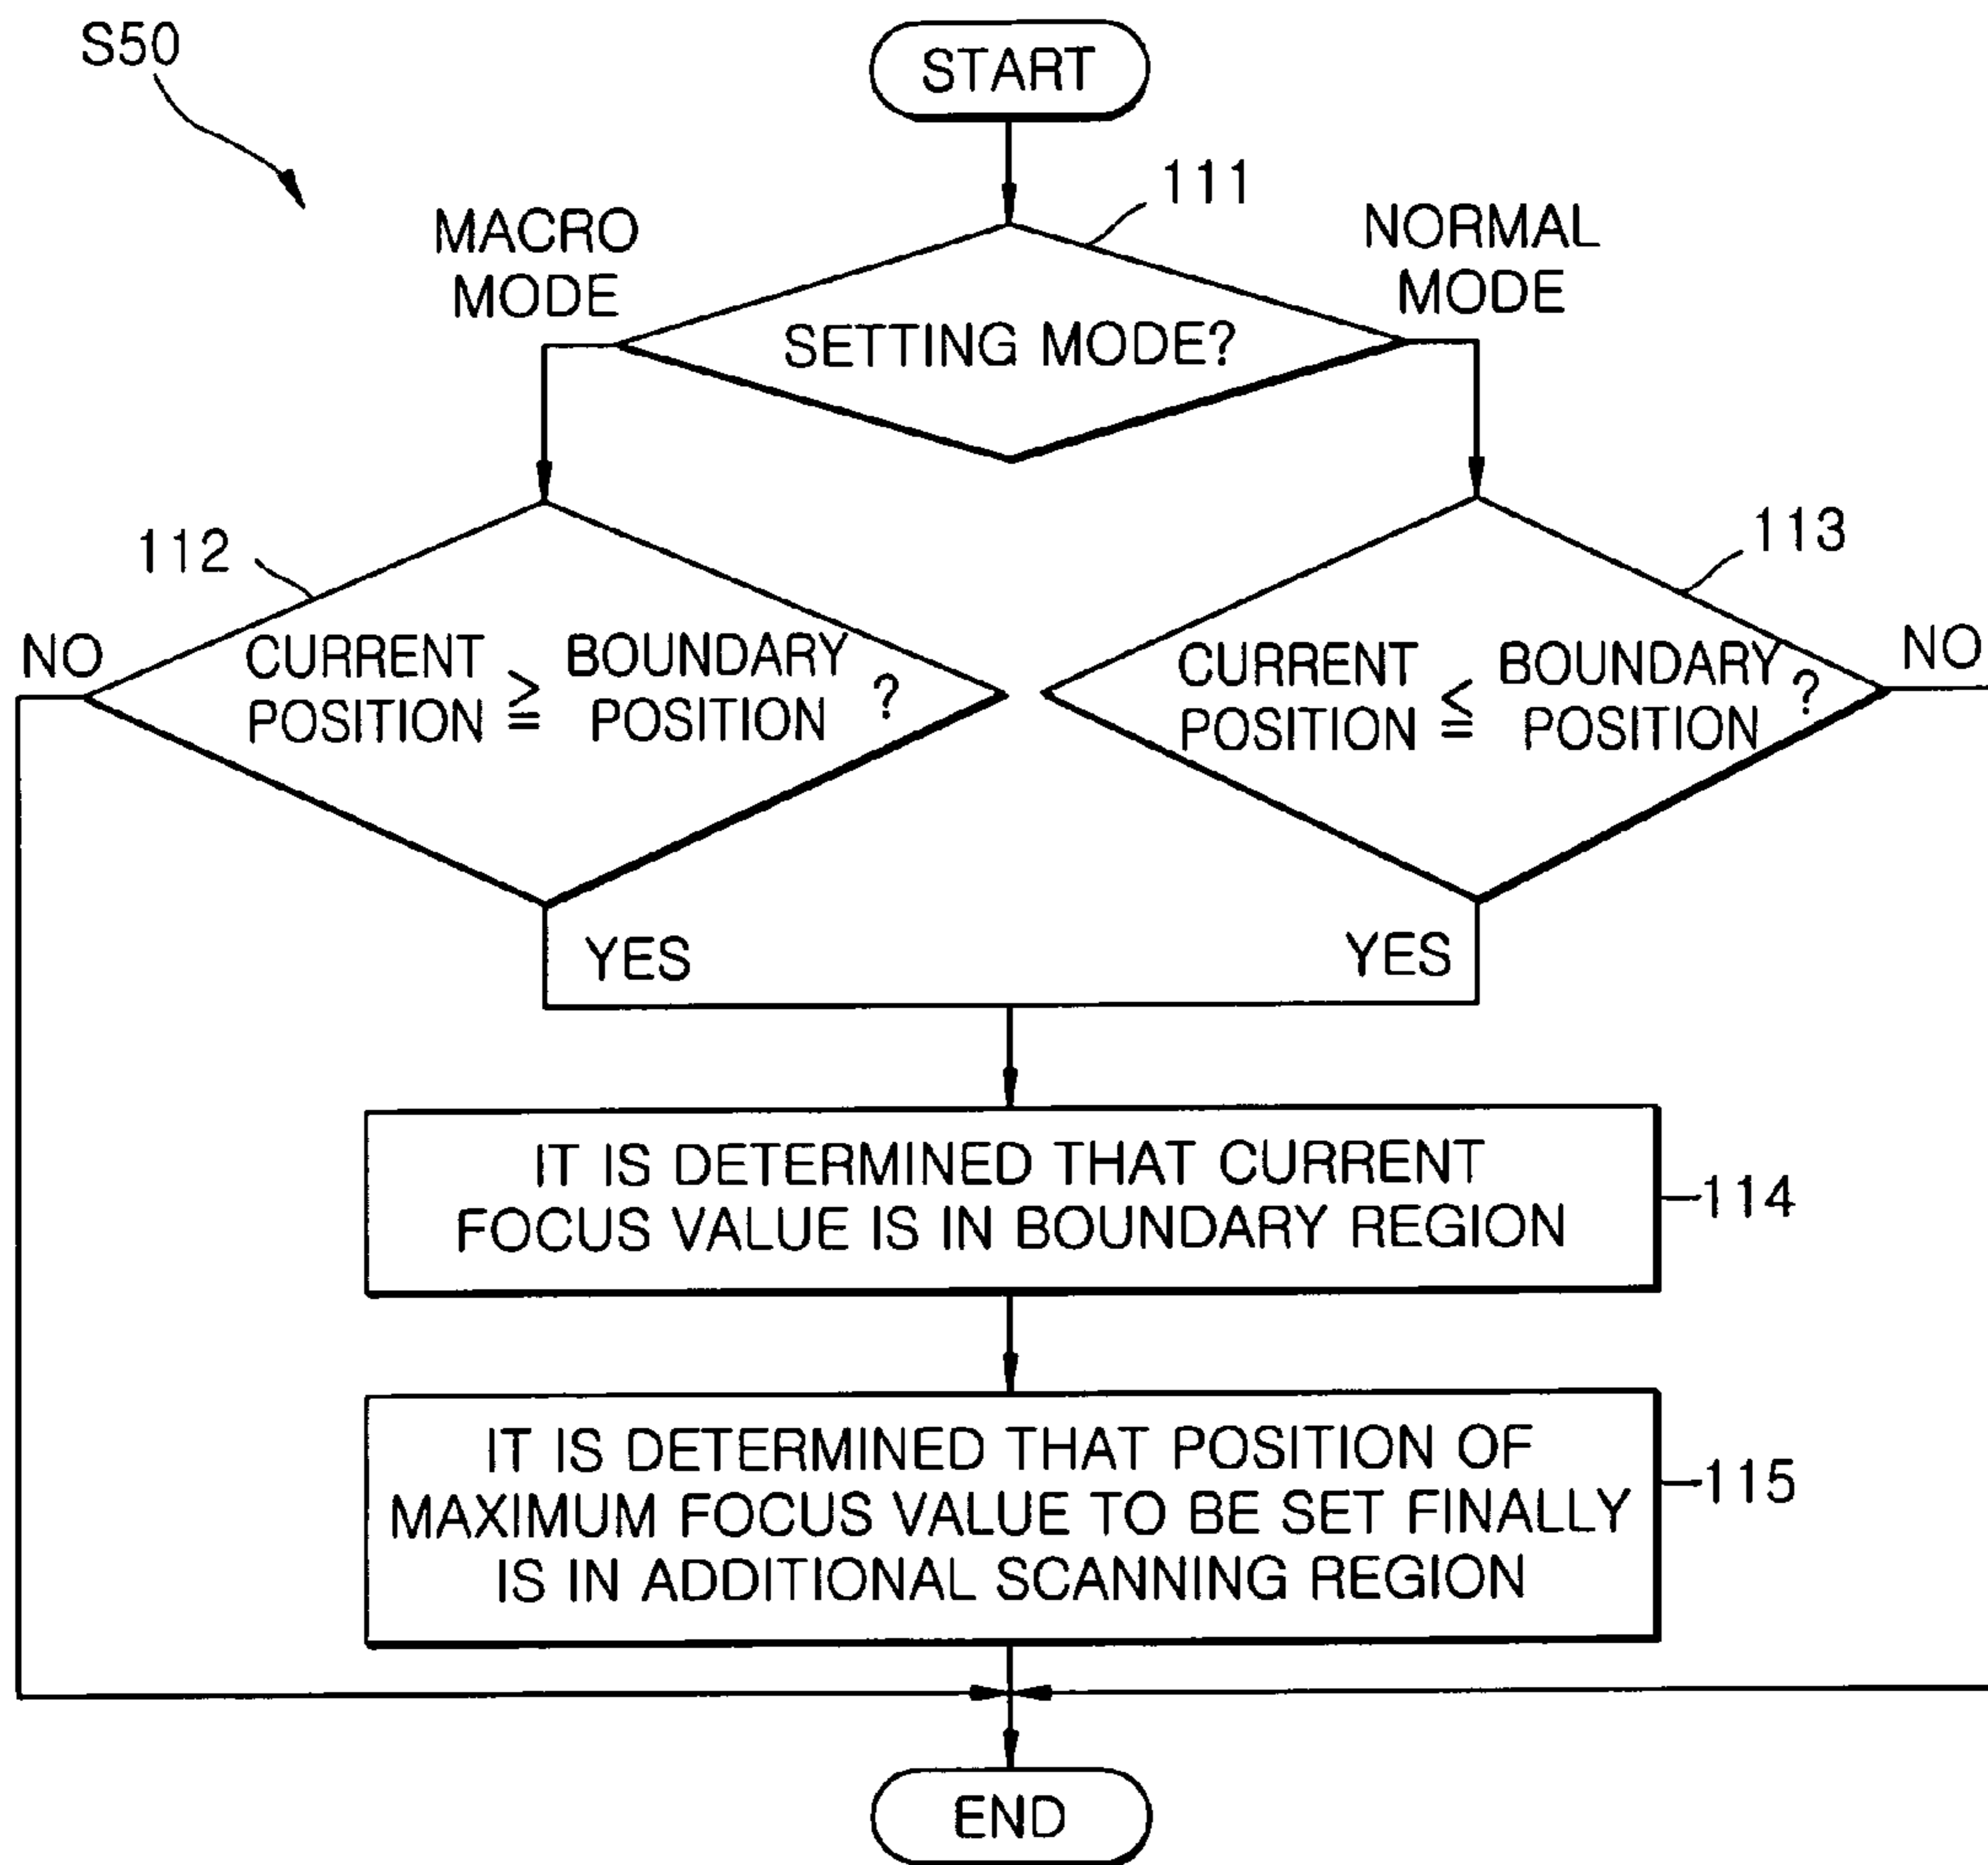 S50
START
111
MACRO
MODE
NORMAL
MODE
SETTING MODE?
112
113
NO
CURRENT
POSITION
≧
BOUNDARY
POSITION
?
CURRENT
POSITION
≦
BOUNDARY
POSITION
?
NO
YES
YES
IT IS DETERMINED THAT CURRENT
FOCUS VALUE IS IN BOUNDARY REGION
114
IT IS DETERMINED THAT POSITION OF
MAXIMUM FOCUS VALUE TO BE SET FINALLY
IS IN ADDITIONAL SCANNING REGION
115
END